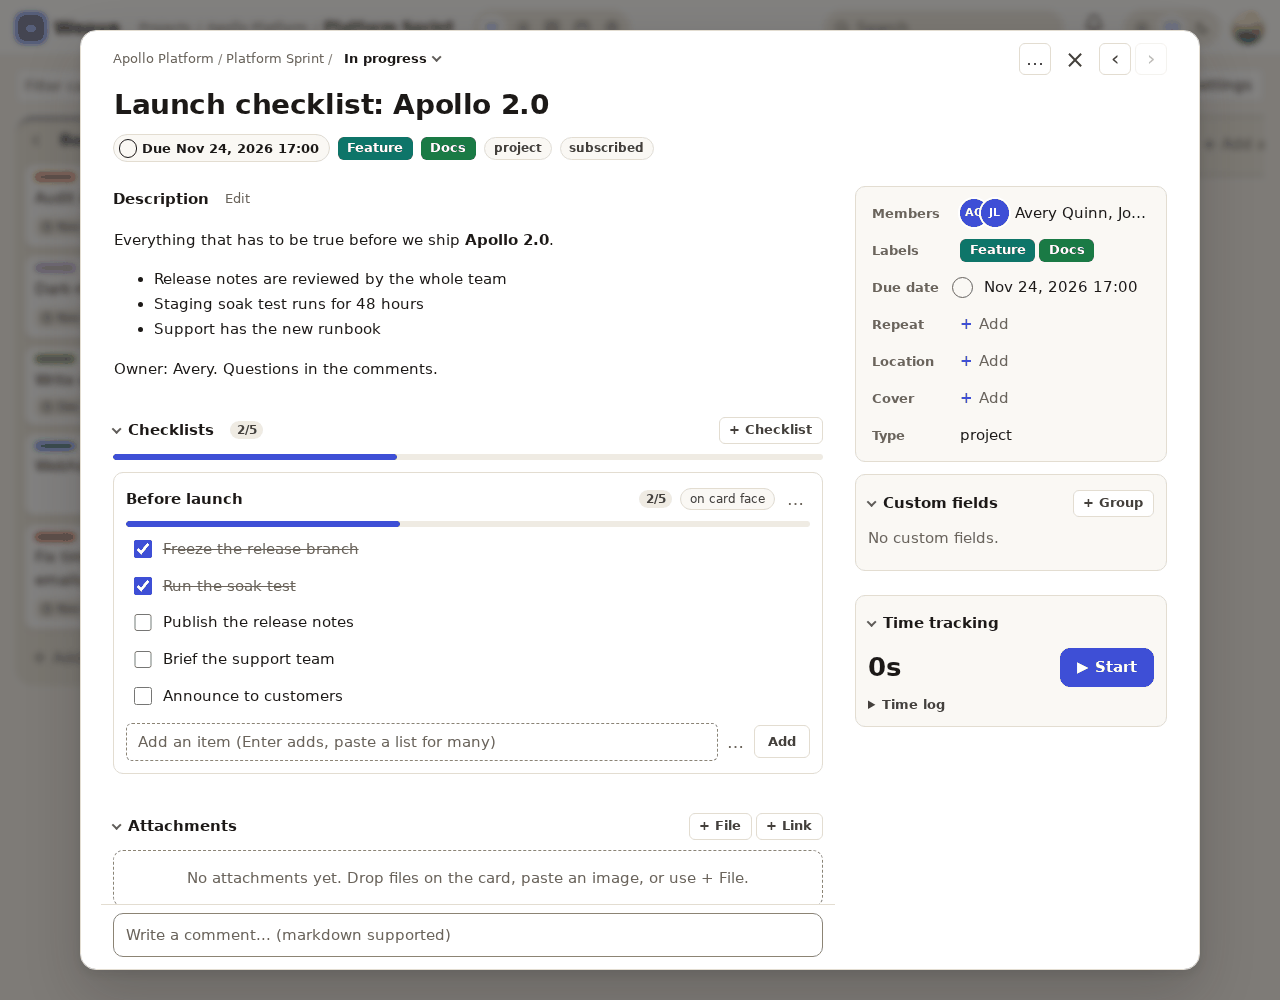 Apollo Platform / Platform Sprint / In progress
...
Launch checklist: Apollo 2.0
Due Nov 24, 2026 17:00 Feature Docs project subscribed
Description Edit
Everything that has to be true before we ship Apollo 2.0.
• Release notes are reviewed by the whole team
• Staging soak test runs for 48 hours
• Support has the new runbook
Owner: Avery. Questions in the comments.
Checklists 2/5 + Checklist
Before launch 2/5 on card face ...
Freeze the release branch
Run the soak test
Publish the release notes
Brief the support team
Announce to customers
Add an item (Enter adds, paste a list for many) ... Add
Attachments + File + Link
No attachments yet. Drop files on the card, paste an image, or use + File.
Write a comment... (markdown supported)
Members JL Avery Quinn, Jo...
Labels Feature Docs
Due date Nov 24, 2026 17:00
Repeat + Add
Location + Add
Cover + Add
Type project
Custom fields + Group
No custom fields.
Time tracking
0s Start
Time log